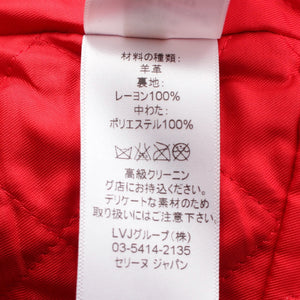 材料の種類:
羊革
裏地:
レーヨン100%
中わた:
ポリエステル100%
高級クリーニン
グ店にお持込ください。
デリケートな素材のため
取り扱いにはご注意下さ
い。
LVJグループ(株)
03-5414-2135
セリーヌ ジャパン